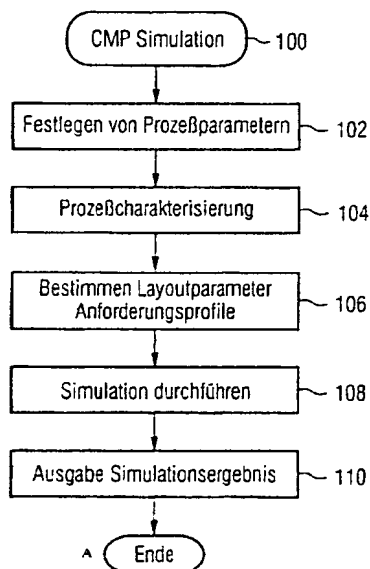 CMP Simulation 100
Festlegen von Prozeßparametern 102
Prozeßcharakterisierung 104
Bestimmen Layoutparameter
Anforderungsprofile 106
Simulation durchführen 108
Ausgabe Simulationsergebnis 110
A Ende